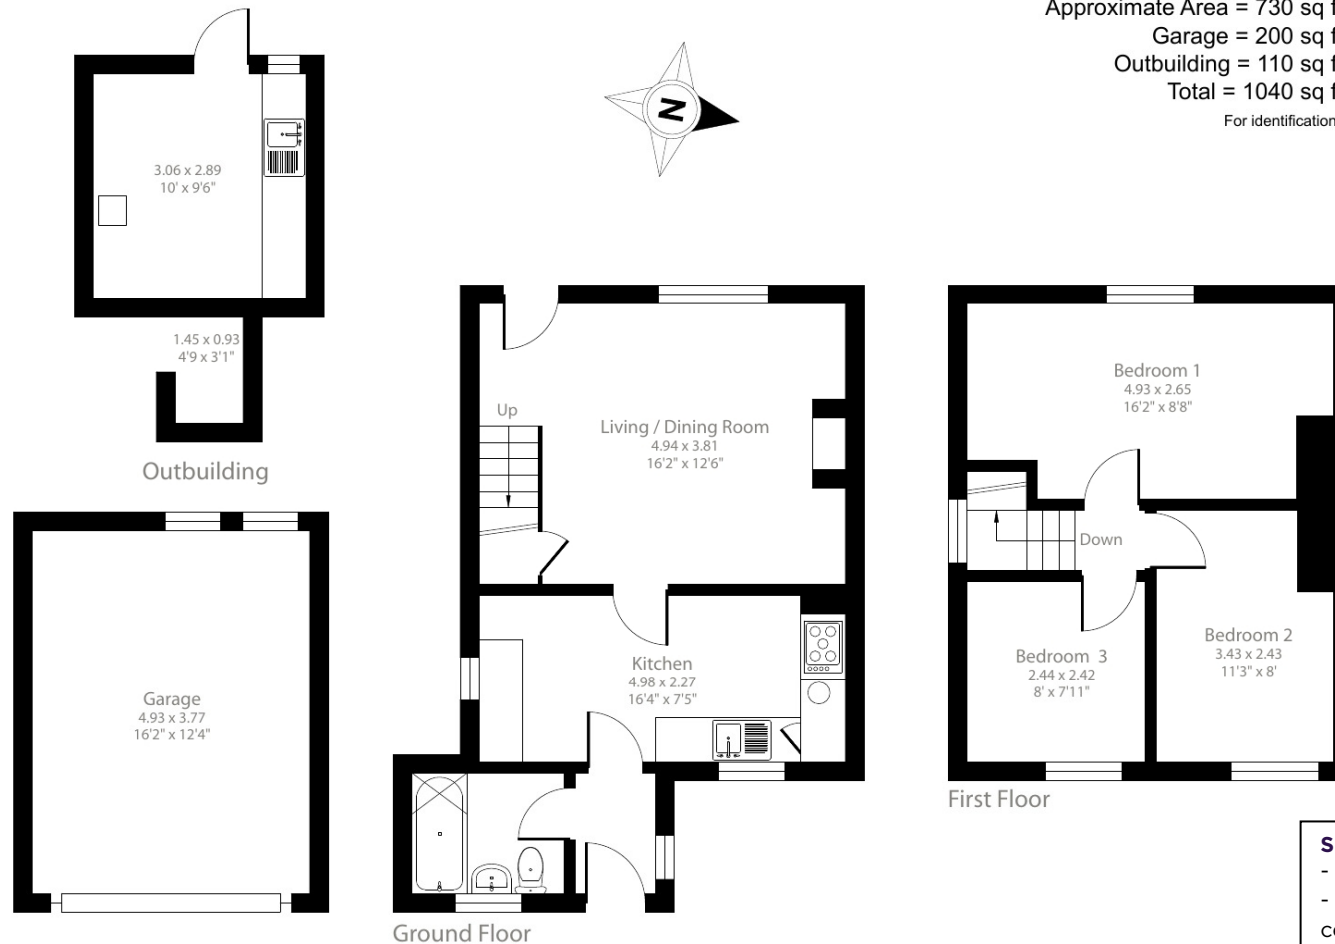 Approximate Area = 730 sq f
Garage = 200 sq f
Outbuilding = 110 sq f
Total = 1040 sq f
For identification
N
3.06 x 2.89
10' x 9'6"
1.45 x 0.93
4'9 x 3'1"
Outbuilding
Garage
4.93 x 3.77
16'2" x 12'4"
Up
Living / Dining Room
4.94 x 3.81
16'2" x 12'6"
Kitchen
4.98 x 2.27
16'4" x 7'5"
Ground Floor
Bedroom 1
4.93 x 2.65
16'2" x 8'8"
Down
Bedroom 2
3.43 x 2.43
11'3" x 8'
Bedroom 3
2.44 x 2.42
8' x 7'11"
First Floor
S
-
-